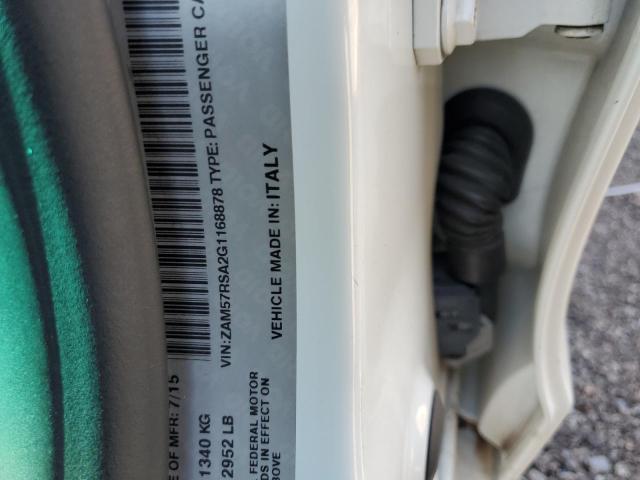 E OF MFR: 7/15
1340 KG
2952 LB
FEDERAL MOTOR
DS IN EFFECT ON
BOVE
VIN:ZAM57RSA2G1168878 TYPE: PASSENGER CA
VEHICLE MADE IN: ITALY